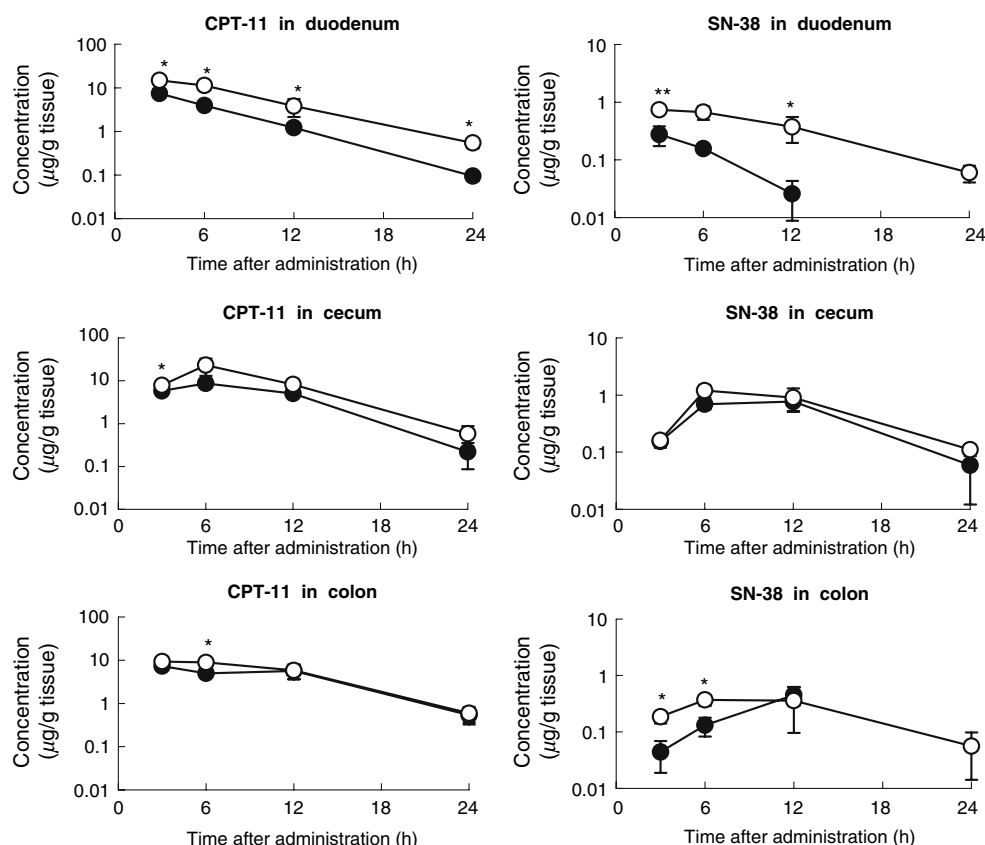 CPT-11 in duodenum
Concentration
(μg/g tissue)
100
10
1
0.1
0.01
* * * *
0 6 12 18 24
Time after administration (h)
SN-38 in duodenum
Concentration
(μg/g tissue)
10
1
0.1
0.01
** *
0 6 12 18 24
Time after administration (h)
CPT-11 in cecum
Concentration
(μg/g tissue)
100
10
1
0.1
0.01
*
0 6 12 18 24
Time after administration (h)
SN-38 in cecum
Concentration
(μg/g tissue)
10
1
0.1
0.01
0 6 12 18 24
Time after administration (h)
CPT-11 in colon
Concentration
(μg/g tissue)
100
10
1
0.1
0.01
*
0 6 12 18 24
Time after administration (h)
SN-38 in colon
Concentration
(μg/g tissue)
10
1
0.1
0.01
* *
0 6 12 18 24
Time after administration (h)